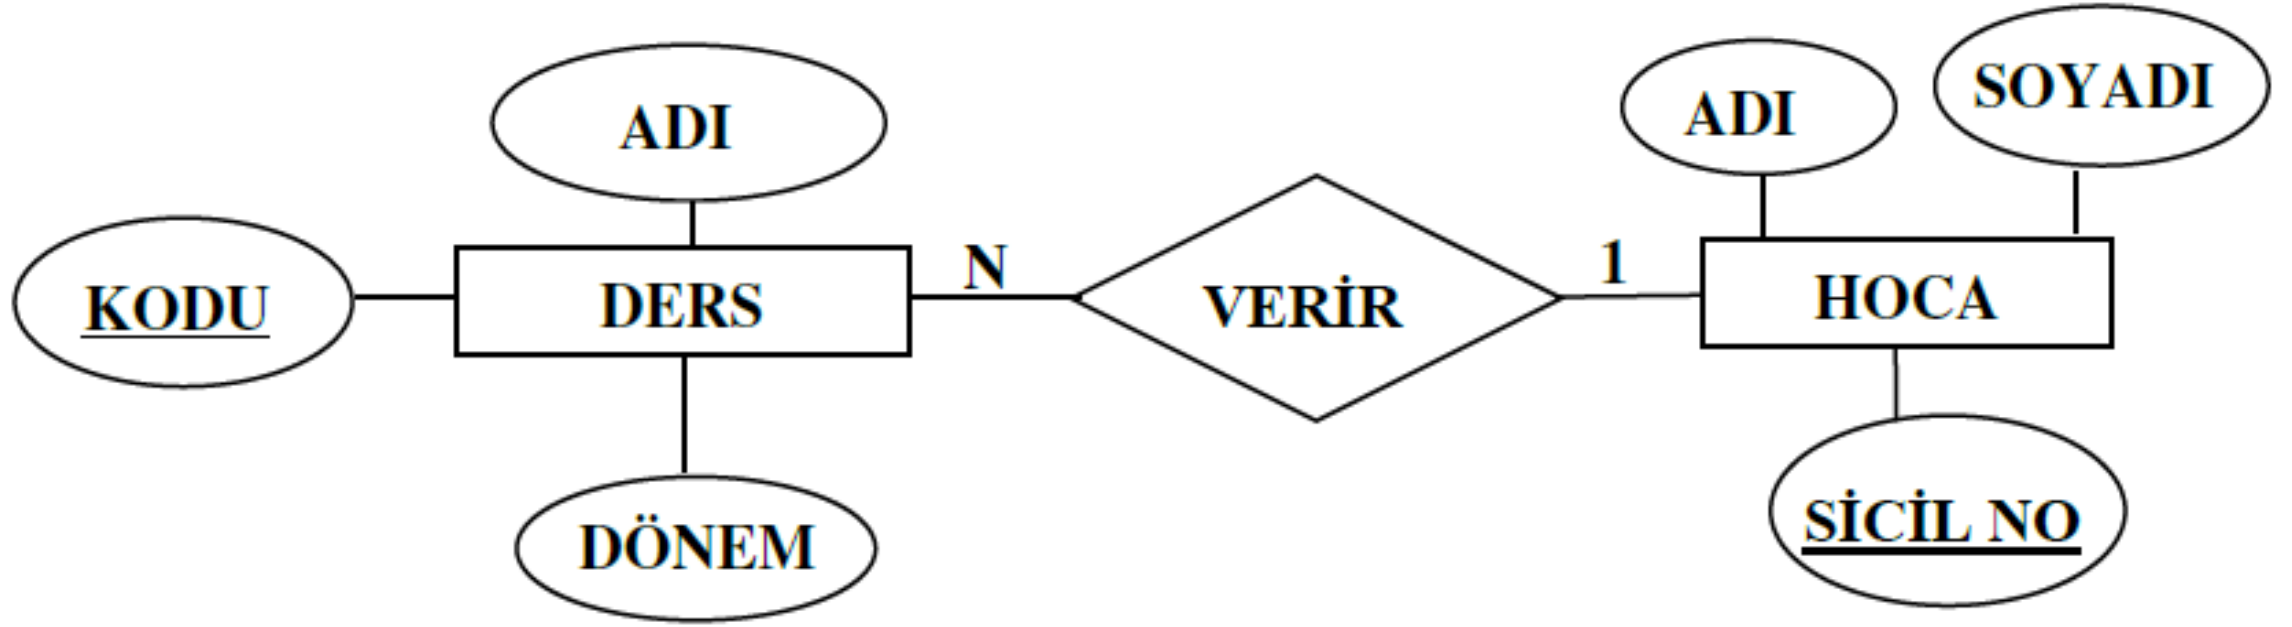 ADI
KODU
DERS
DÖNEM
N
VERİR
1
ADI
SOYADI
HOCA
SİCİL NO